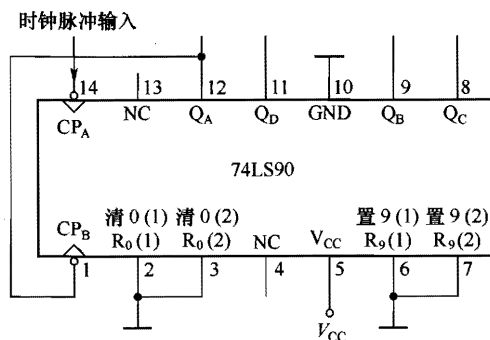 时钟脉冲输入
14 13 12 11 10 9 8
CPA NC QA QD GND QB QC
74LS90
清0(1) 清0(2) 置9(1) 置9(2)
CPB R0(1) R0(2) NC VCC R9(1) R9(2)
1 2 3 4 5 6 7
VCC